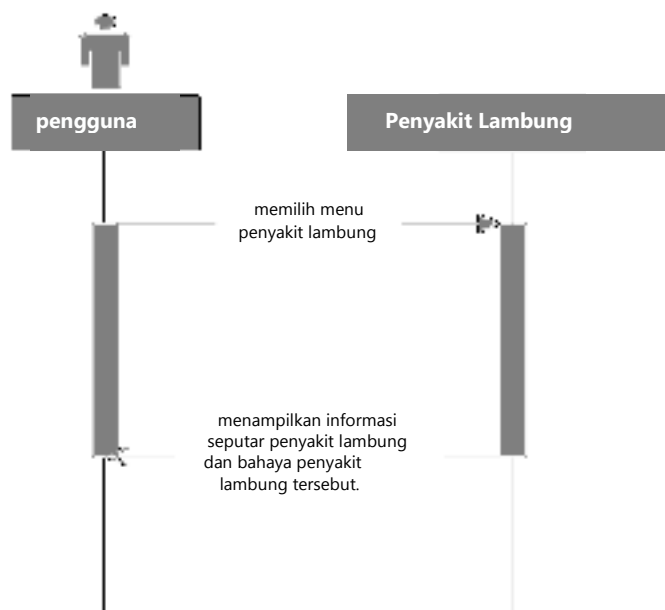 pengguna
Penyakit Lambung
memilih menu
penyakit lambung
menampilkan informasi
seputar penyakit lambung
dan bahaya penyakit
lambung tersebut.